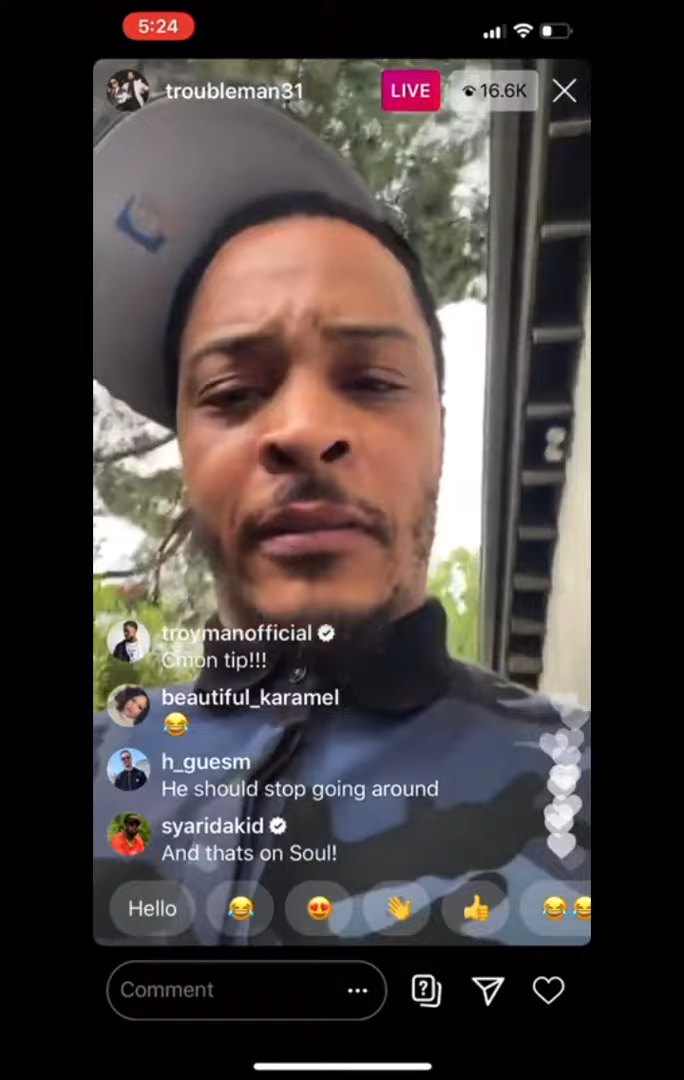 5:24
troubleman31 LIVE 16.6K
troymanofficial
Cmon tip!!!
beautiful_karamel
😂
h_guesm
He should stop going around
syaridakid
And thats on Soul!
Hello 😂 😍 👋 👍 😂😂
Comment